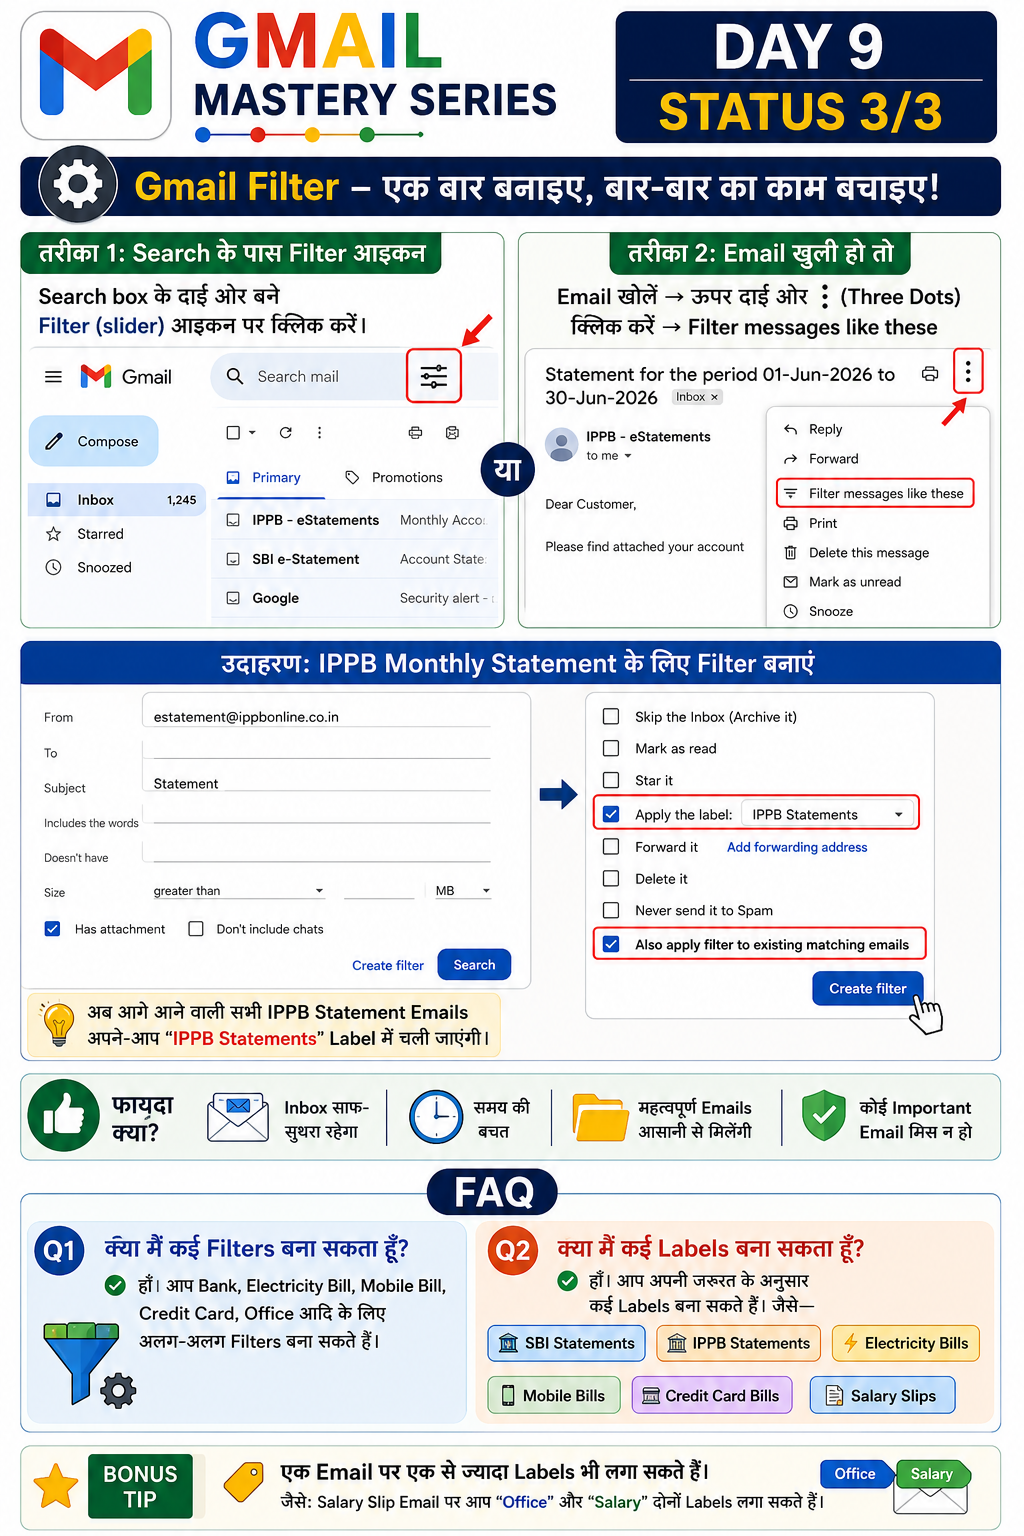 GMAIL
MASTERY SERIES
DAY 9
STATUS 3/3
Gmail Filter – एक बार बनाइए, बार-बार का काम बचाइए!
तरीका 1: Search के पास Filter आइकन
Search box के दाईं ओर बने
Filter (slider) आइकन पर क्लिक करें।
Gmail
Search mail
Compose
Primary
Promotions
Inbox 1,245
Starred
Snoozed
IPPB - eStatements Monthly Acco
SBI e-Statement Account State
Google Security alert -
या
तरीका 2: Email खुली हो तो
Email खोलें → ऊपर दाईं ओर ⋮ (Three Dots)
क्लिक करें → Filter messages like these
Statement for the period 01-Jun-2026 to
30-Jun-2026 Inbox ×
IPPB - eStatements
to me
Dear Customer,
Please find attached your account
Reply
Forward
Filter messages like these
Print
Delete this message
Mark as unread
Snooze
उदाहरण: IPPB Monthly Statement के लिए Filter बनाएं
From estatement@ippbonline.co.in
To
Subject Statement
Includes the words
Doesn't have
Size greater than MB
Has attachment Don't include chats
Create filter Search
Skip the Inbox (Archive it)
Mark as read
Star it
Apply the label: IPPB Statements
Forward it Add forwarding address
Delete it
Never send it to Spam
Also apply filter to existing matching emails
Create filter
अब आगे आने वाली सभी IPPB Statement Emails
अपने-आप “IPPB Statements” Label में चली जाएंगी।
फायदा
क्या?
Inbox साफ-
सुथरा रहेगा
समय की
बचत
महत्वपूर्ण Emails
आसानी से मिलेंगी
कोई Important
Email मिस न हो
FAQ
Q1 क्या मैं कई Filters बना सकता हूँ?
हाँ। आप Bank, Electricity Bill, Mobile Bill,
Credit Card, Office आदि के लिए
अलग-अलग Filters बना सकते हैं।
Q2 क्या मैं कई Labels बना सकता हूँ?
हाँ। आप अपनी जरूरत के अनुसार
कई Labels बना सकते हैं। जैसे—
SBI Statements
IPPB Statements
Electricity Bills
Mobile Bills
Credit Card Bills
Salary Slips
BONUS
TIP
एक Email पर एक से ज्यादा Labels भी लगा सकते हैं।
जैसे: Salary Slip Email पर आप “Office” और “Salary” दोनों Labels लगा सकते हैं।
Office
Salary